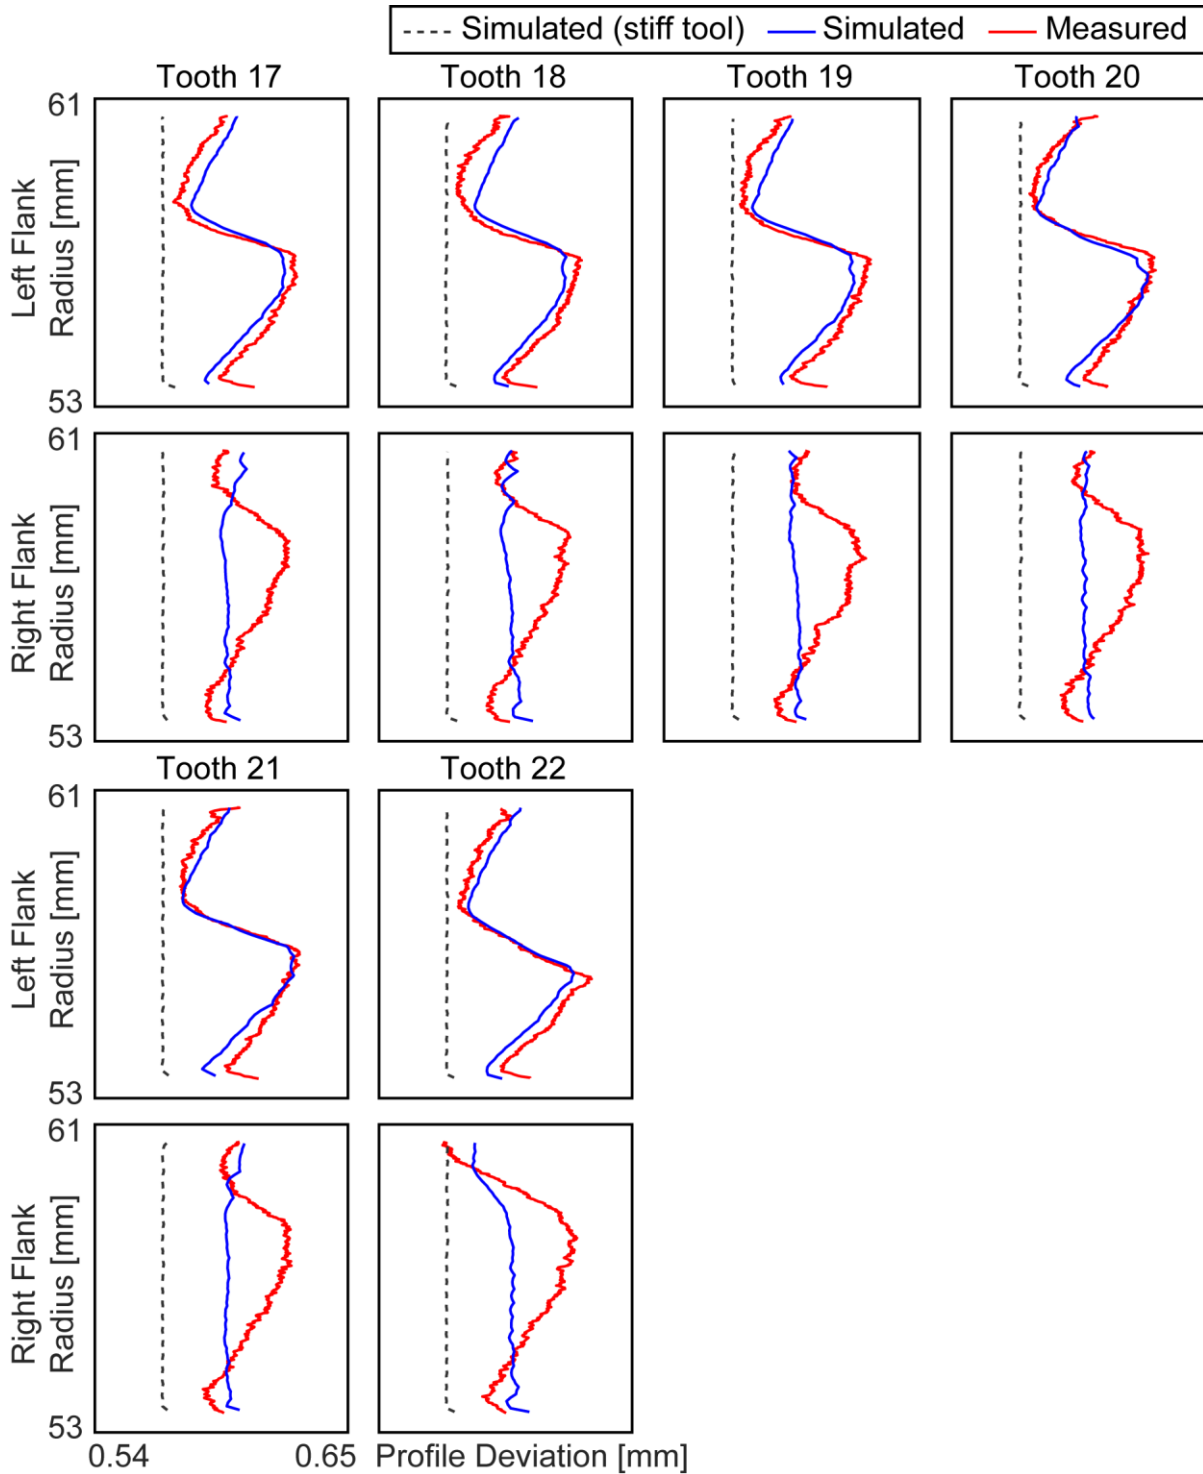 Simulated (stiff tool) Simulated Measured
Tooth 17 Tooth 18 Tooth 19 Tooth 20
61
Left Flank
Radius [mm]
53
61
Right Flank
Radius [mm]
53
Tooth 21 Tooth 22
61
Left Flank
Radius [mm]
53
61
Right Flank
Radius [mm]
53
0.54 0.65 Profile Deviation [mm]